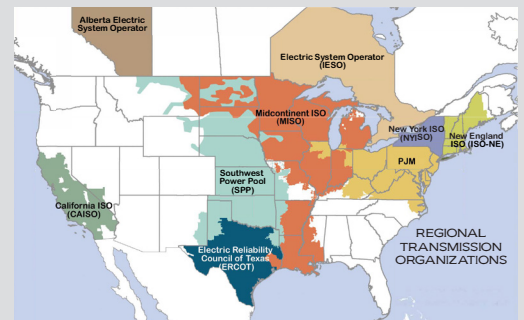 Alberta Electric
System Operator
Electric System Operator
(IESO)
Midcontinent ISO
(MISO)
New York ISO
(NYISO)
New England
ISO (ISO-NE)
PJM
Southwest
Power Pool
(SPP)
California ISO
(CAISO)
Electric Reliability
Council of Texas
(ERCOT)
REGIONAL
TRANSMISSION
ORGANIZATIONS